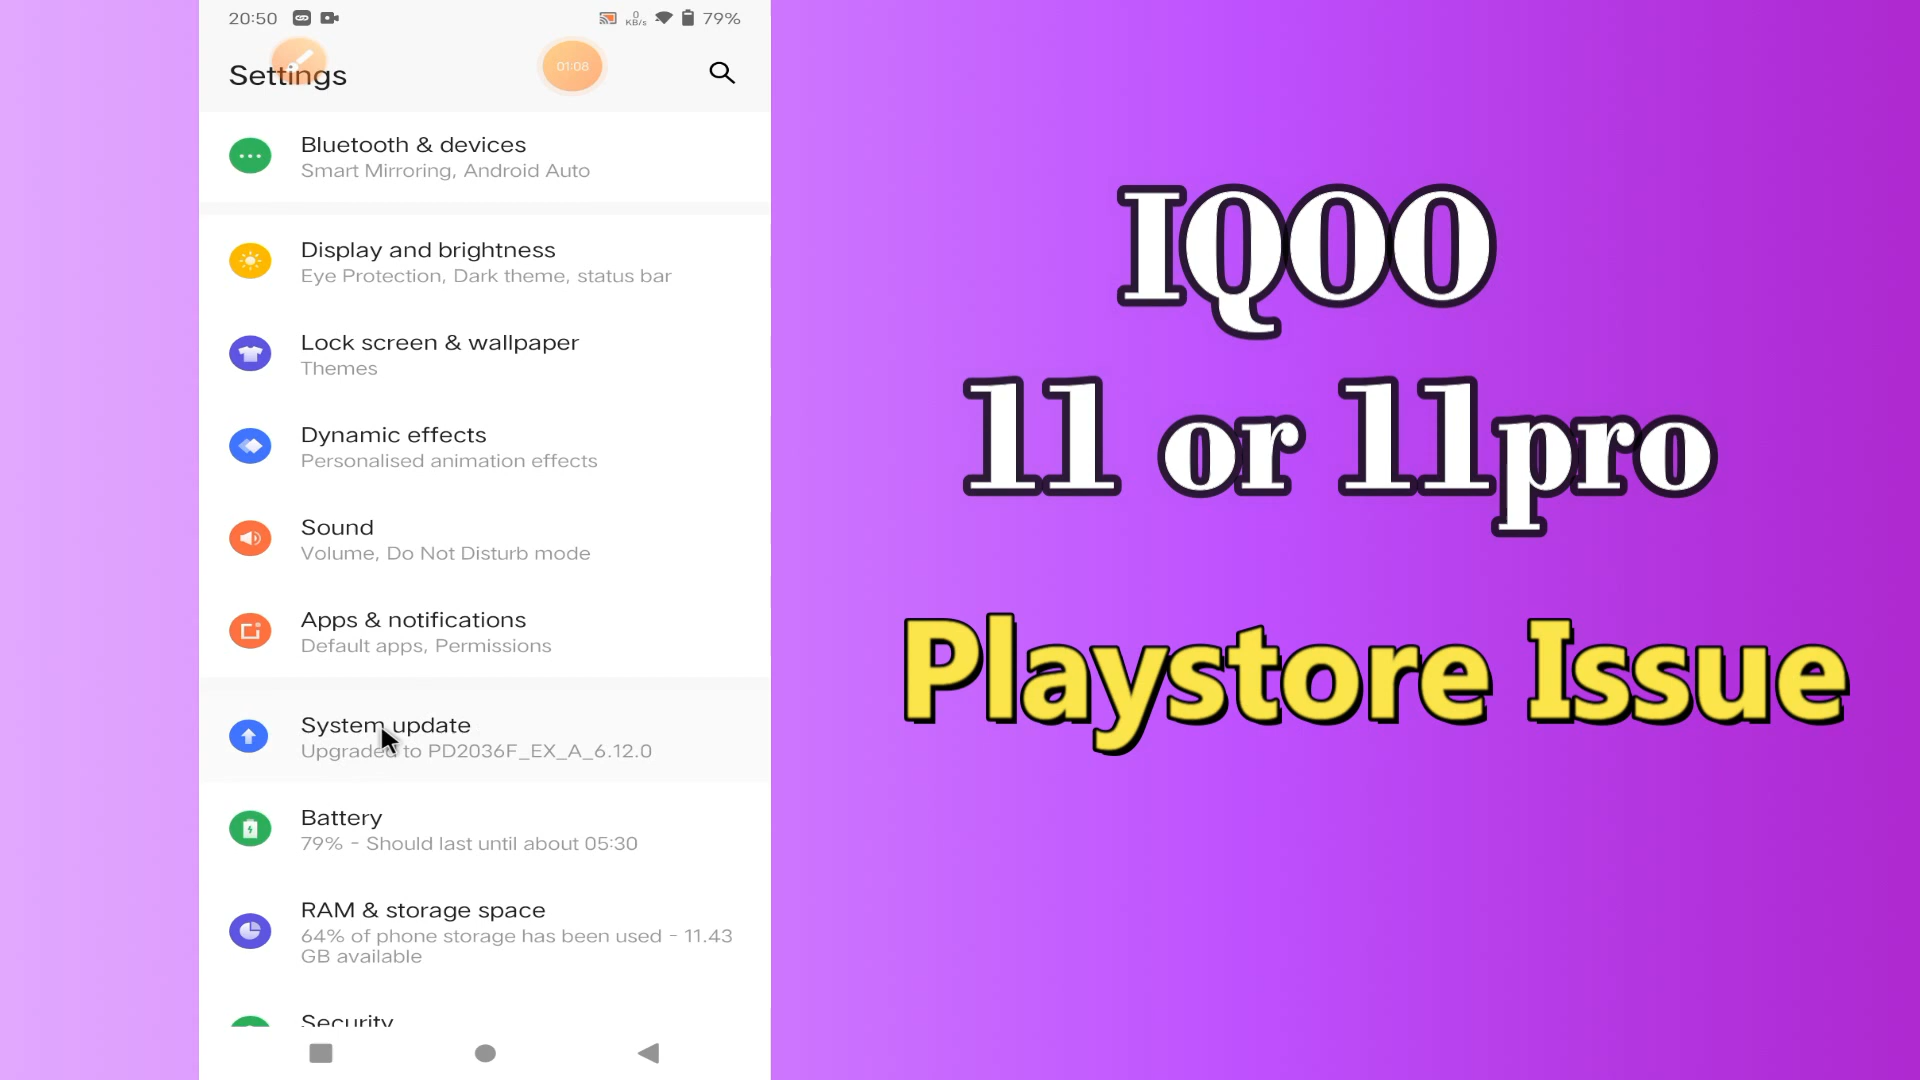 20:50
0
KB/s
79%
Settings
01:08
Bluetooth & devices
Smart Mirroring, Android Auto
Display and brightness
Eye Protection, Dark theme, status bar
Lock screen & wallpaper
Themes
Dynamic effects
Personalised animation effects
Sound
Volume, Do Not Disturb mode
Apps & notifications
Default apps, Permissions
System update
Upgraded to PD2036F_EX_A_6.12.0
Battery
79% - Should last until about 05:30
RAM & storage space
64% of phone storage has been used - 11.43
GB available
Security
IQOO
11 or 11pro
Playstore Issue